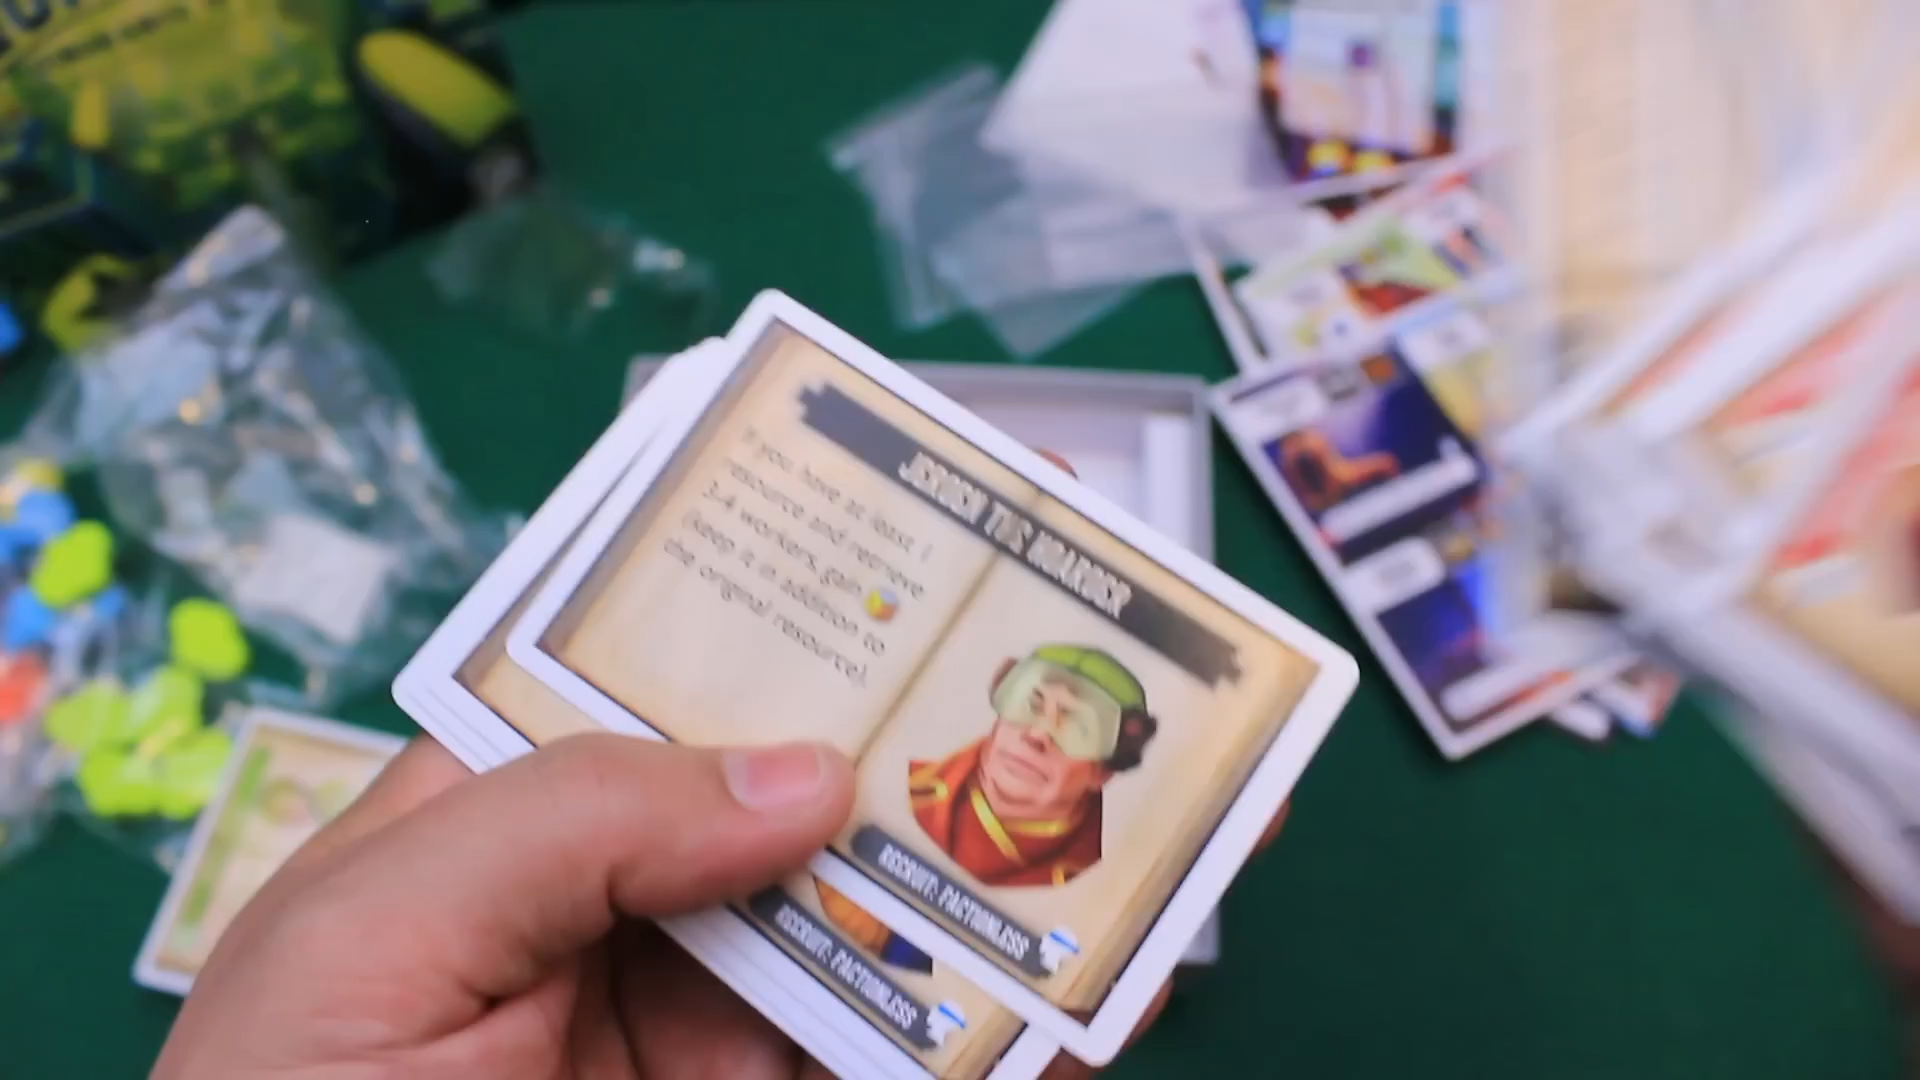 JEROEN THE HOARDER
If you have at least 1
resource and retrieve
2-4 workers, gain
(keep it in addition to
the original resource)
RECRUIT: FACTIONLESS
RECRUIT: FACTIONLESS